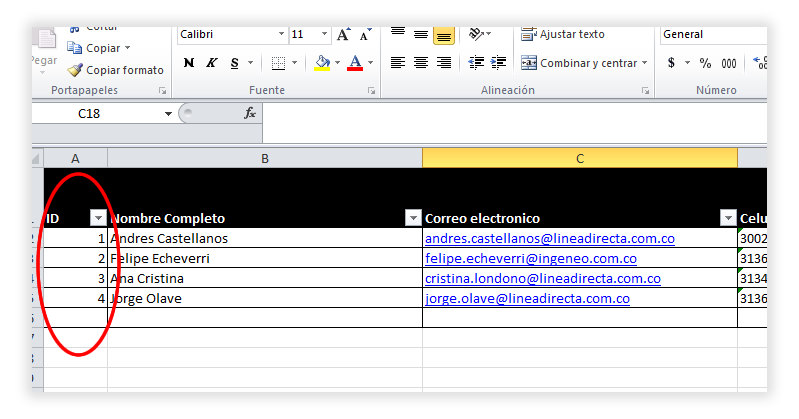 Cortar
Calibri 11 A A Ajustar texto General
Copiar
Pegar Copiar formato N K S A Combinar y centrar $ % 000
Portapapeles Fuente Alineación Número
C18 fx
A B C
ID Nombre Completo Correo electronico Celu
1 Andres Castellanos andres.castellanos@lineadirecta.com.co 3002
2 Felipe Echeverri felipe.echeverri@ingeneo.com.co 3136
3 Ana Cristina cristina.londono@lineadirecta.com.co 3134
4 Jorge Olave jorge.olave@lineadirecta.com.co 3136